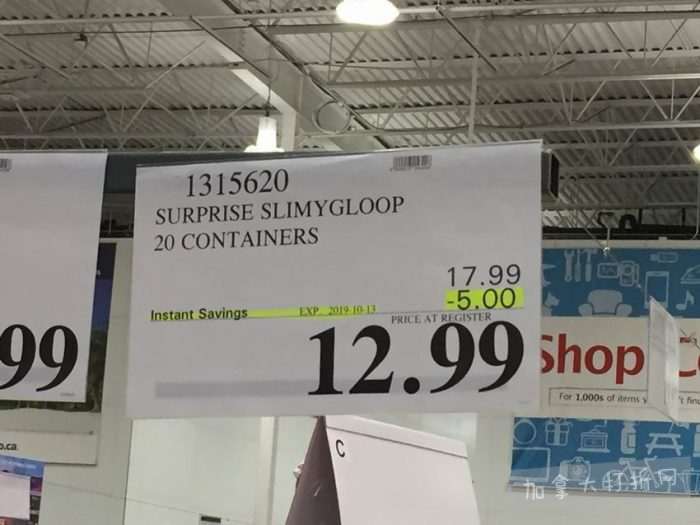 1315620
SURPRISE SLIMYGLOOP
20 CONTAINERS
17.99
-5.00
Instant Savings EXP. 2019-10-13
PRICE AT REGISTER
12.99
99
o.ca.
C
Shop
For 1,000s of items
加拿大打折网